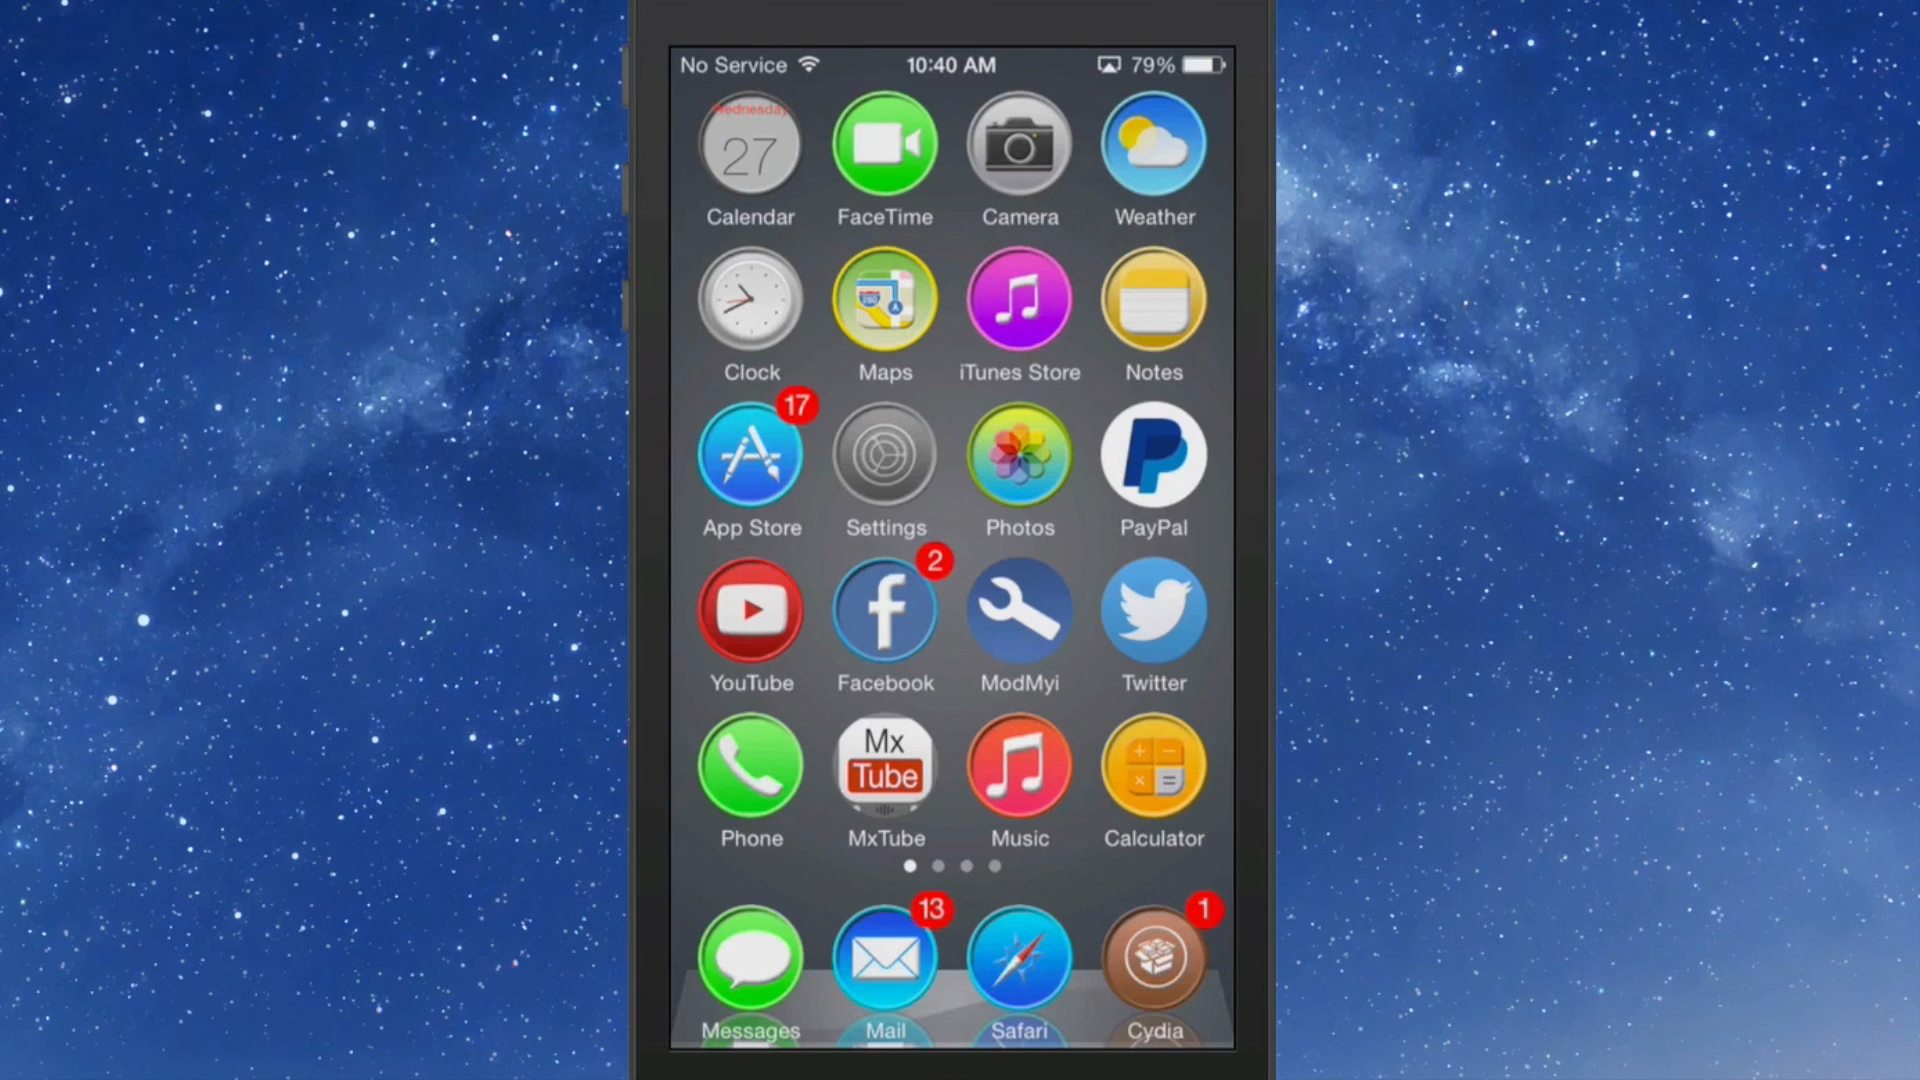 No Service 10:40 AM 79%
Wednesday
27
Calendar FaceTime Camera Weather
280
Clock Maps iTunes Store Notes
17
App Store Settings Photos PayPal
2
YouTube Facebook ModMyi Twitter
Mx
Tube
Phone MxTube Music Calculator
13 1
Messages Mail Safari Cydia